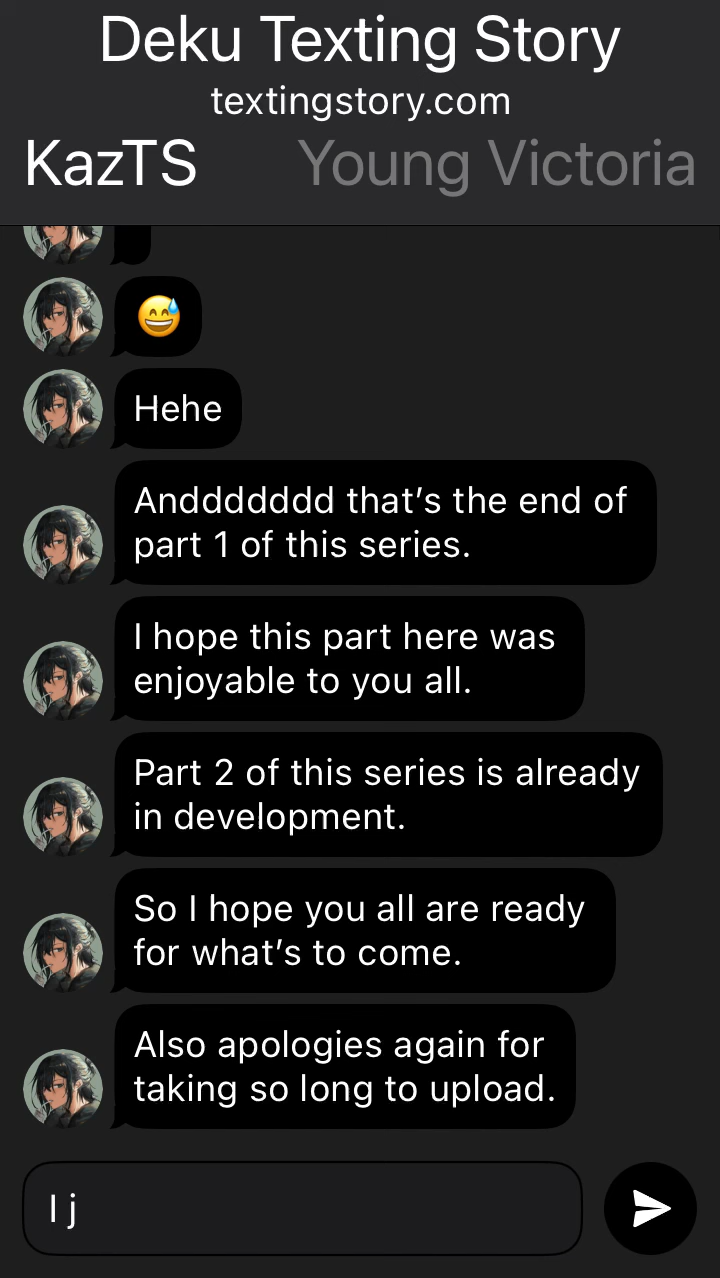 Deku Texting Story
textingstory.com
KazTS Young Victoria
😅
Hehe
Anddddddd that’s the end of
part 1 of this series.
I hope this part here was
enjoyable to you all.
Part 2 of this series is already
in development.
So I hope you all are ready
for what’s to come.
Also apologies again for
taking so long to upload.
I j